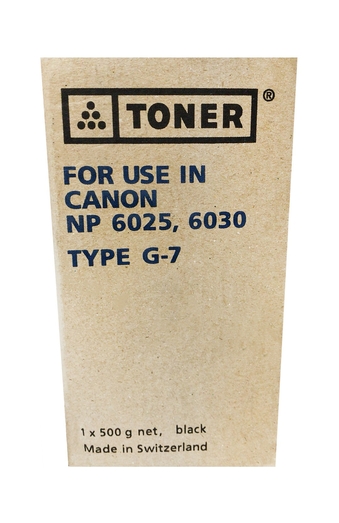 TONER ®
FOR USE IN
CANON
NP 6025, 6030
TYPE G-7
1 x 500 g net, black
Made in Switzerland